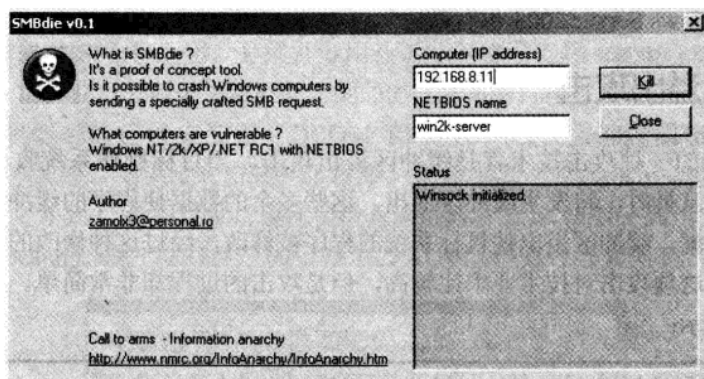 SMBdie v0.1
What is SMBdie ?
It's a proof of concept tool.
Is it possible to crash Windows computers by
sending a specially crafted SMB request.
What computers are vulnerable ?
Windows NT/2k/XP/.NET RC1 with NETBIOS
enabled.
Author
zamolx3@personal.ro
Call to arms - Information anarchy
http://www.nmrc.org/InfoAnarchy/InfoAnarchy.htm
Computer (IP address)
192.168.8.11
NETBIOS name
win2k-server
Kill
Close
Status
Winsock initialized.